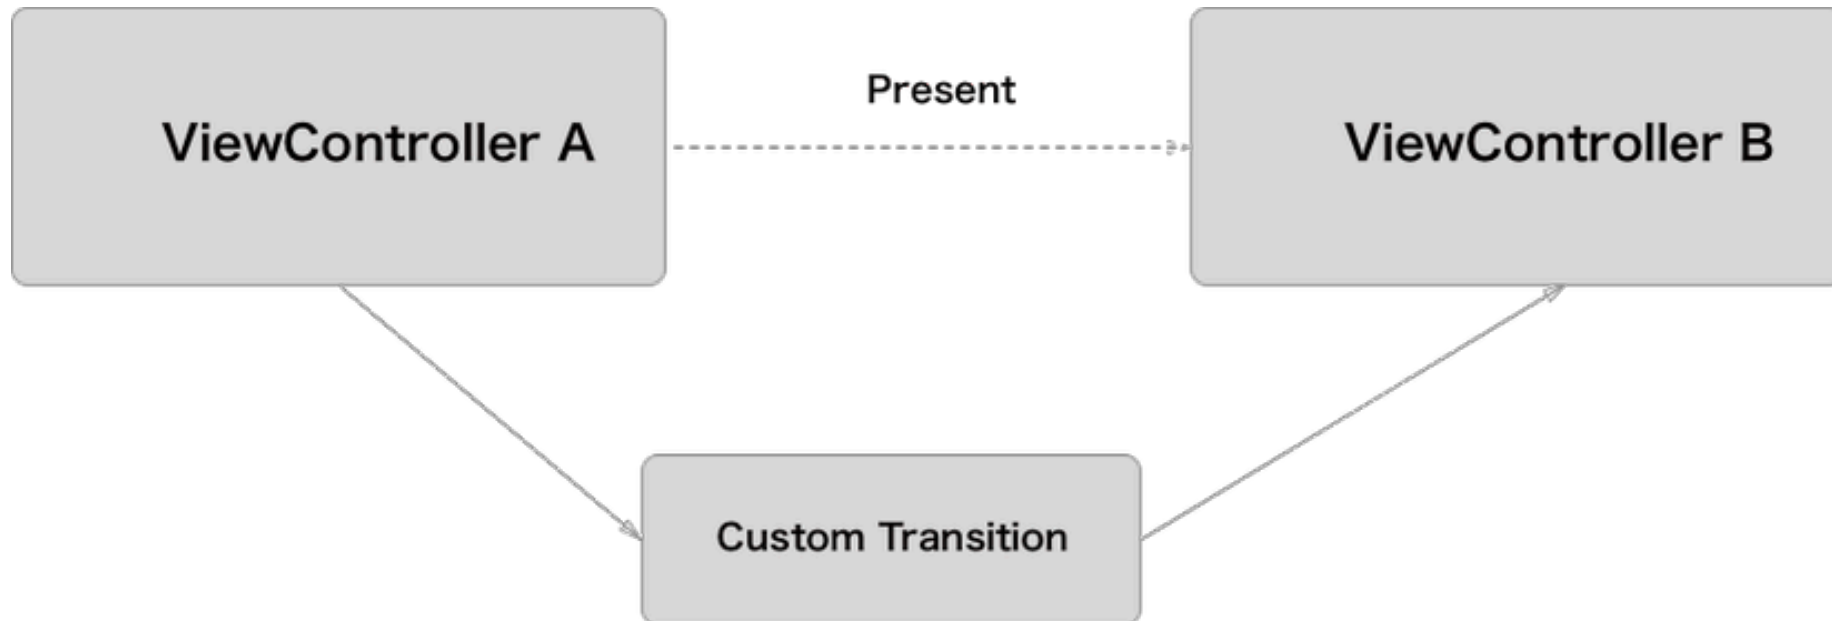 Present
ViewController A
ViewController B
Custom Transition